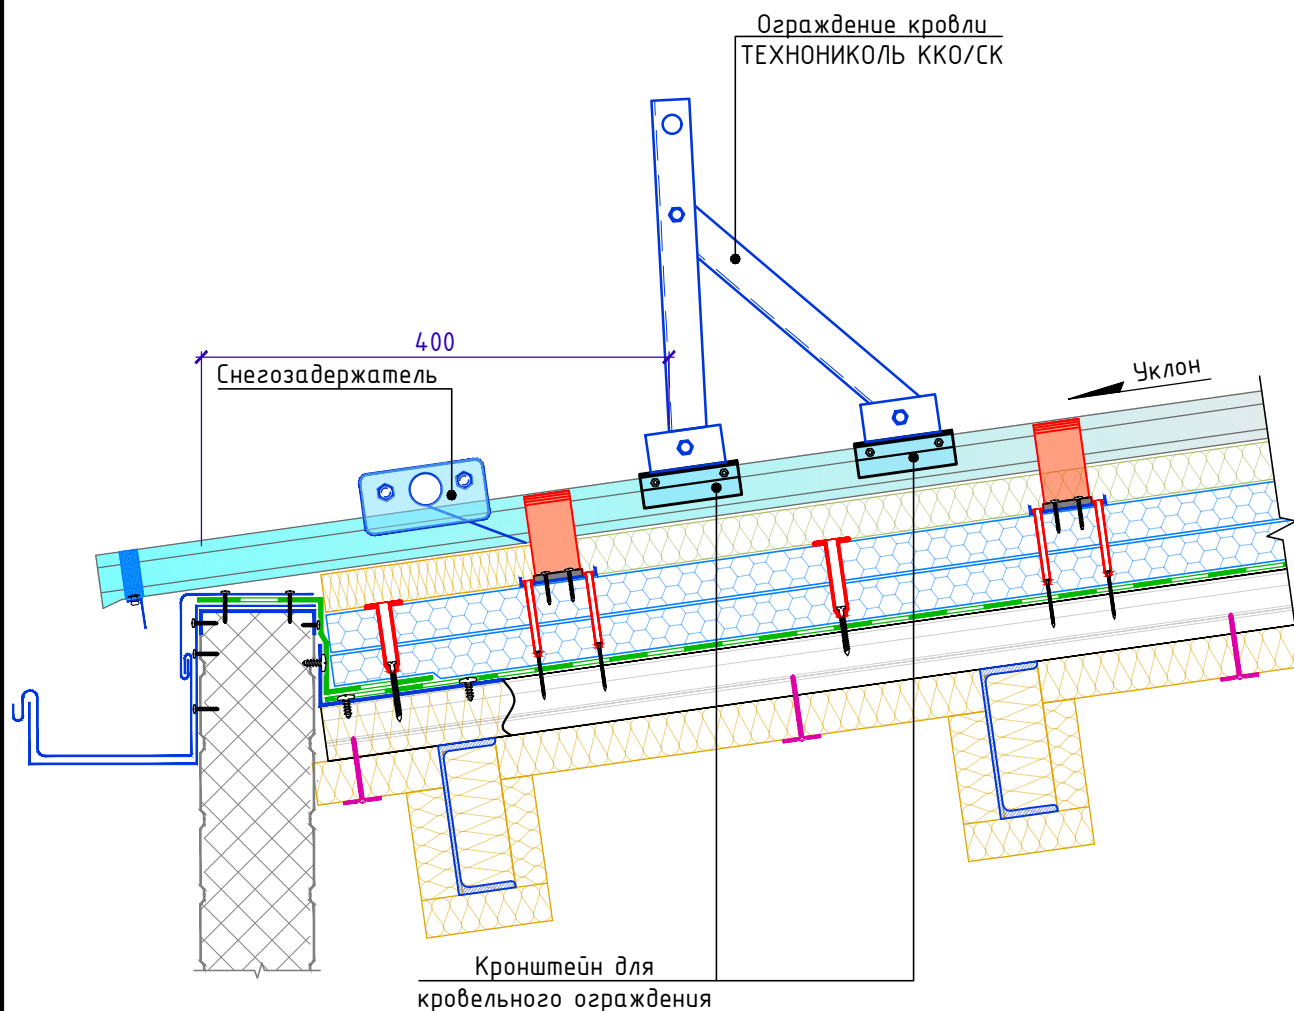 Ограждение кровли
ТЕХНОНИКОЛЬ ККО/СК
400
Снегозадержатель
Уклон
Кронштейн для
кровельного ограждения